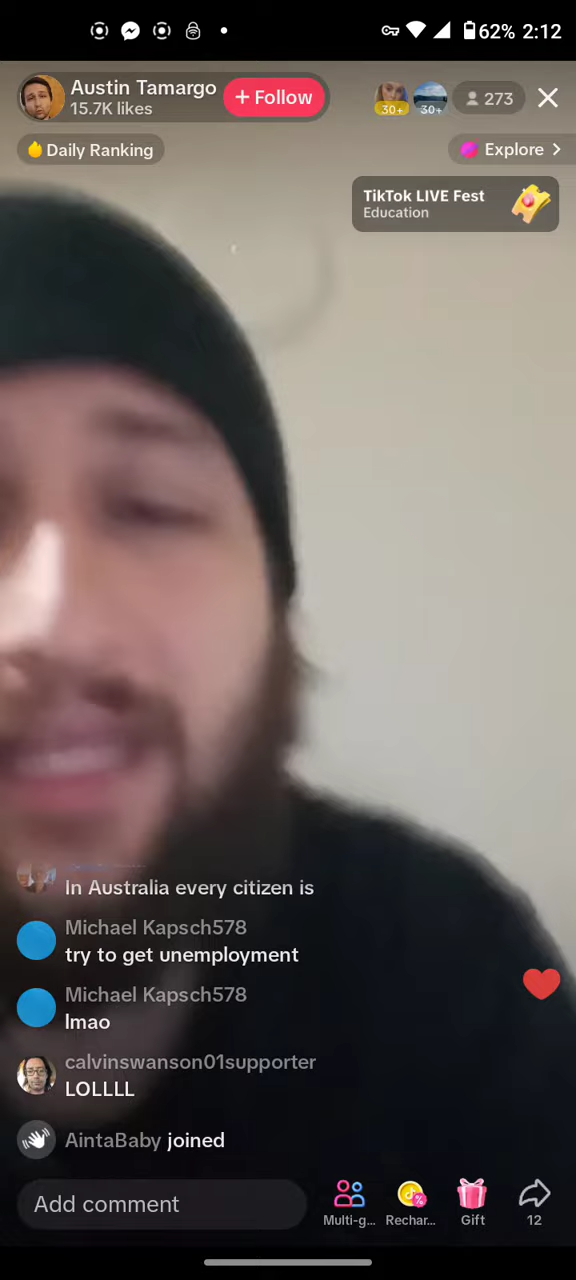 62% 2:12
Austin Tamargo
15.7K likes
+ Follow
30+
30+
273
Daily Ranking
Explore >
TikTok LIVE Fest
Education
In Australia every citizen is
Michael Kapsch578
try to get unemployment
Michael Kapsch578
lmao
calvinswanson01supporter
LOLLLL
AintaBaby joined
Add comment
Multi-g...
Rechar...
Gift
12